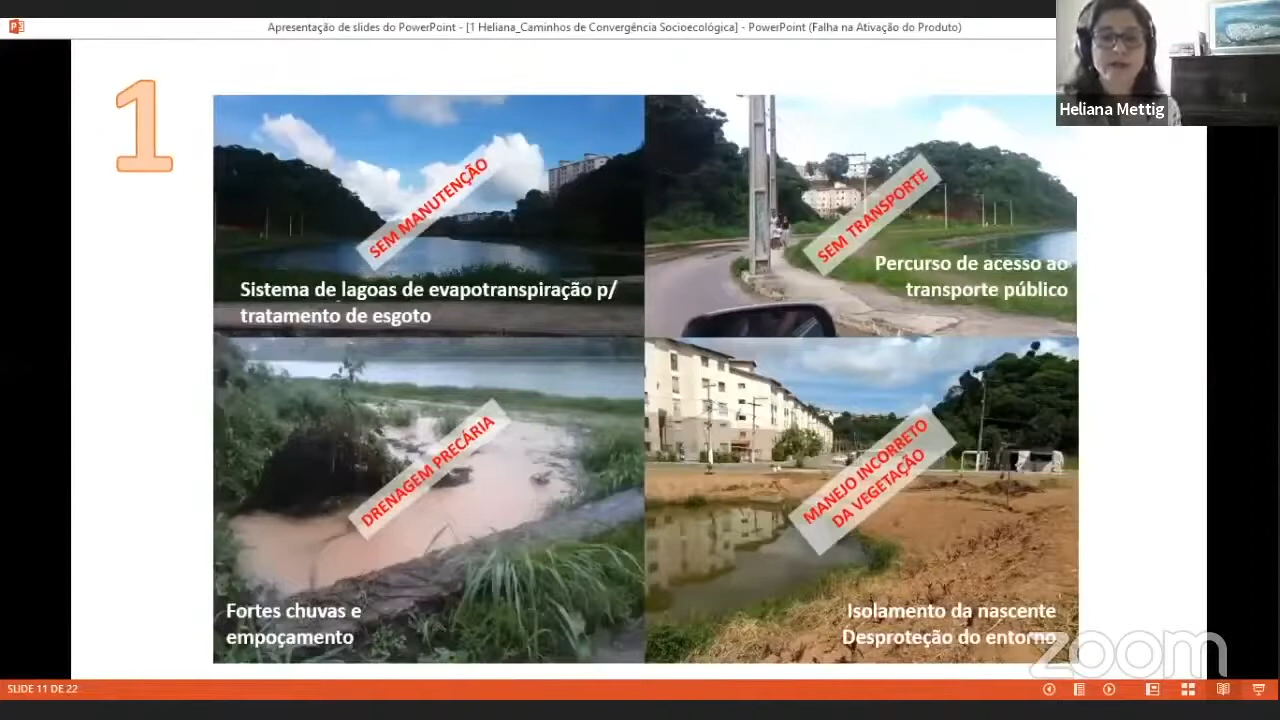 Apresentação de slides do PowerPoint - [1 Heliana_Caminhos de Convergência Socioecológica] - PowerPoint (Falha na Ativação do Produto)
Heliana Mettig
1
SEM MANUTENÇÃO
Sistema de lagoas de evapotranspiração p/
tratamento de esgoto
SEM TRANSPORTE
Percurso de acesso ao
transporte público
DRENAGEM PRECÁRIA
Fortes chuvas e
empoçamento
MANEJO INCORRETO
DA VEGETAÇÃO
Isolamento da nascente
Desproteção do entorno
zoom
SLIDE 11 DE 22